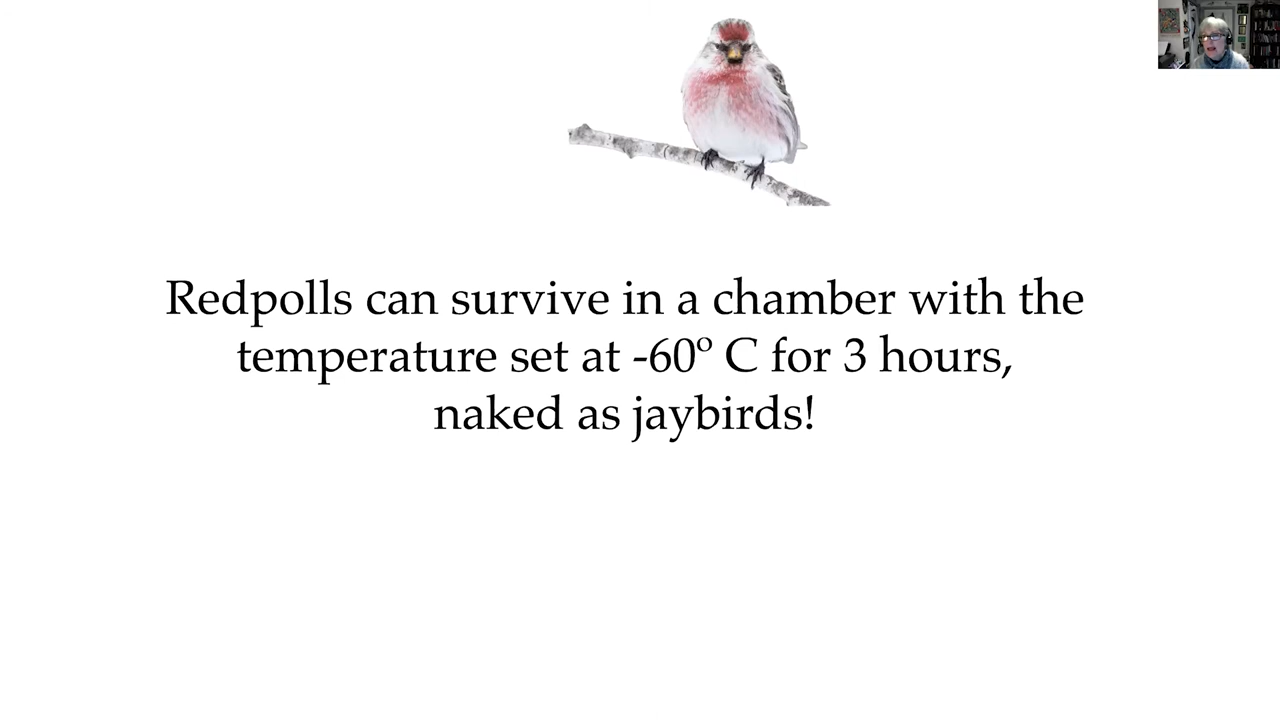 Redpolls can survive in a chamber with the
temperature set at -60º C for 3 hours,
naked as jaybirds!